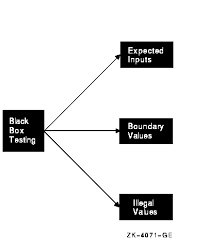 Expected
Inputs
Black
Box
Testing
Boundary
Values
Illegal
Values
ZK-4071-GE